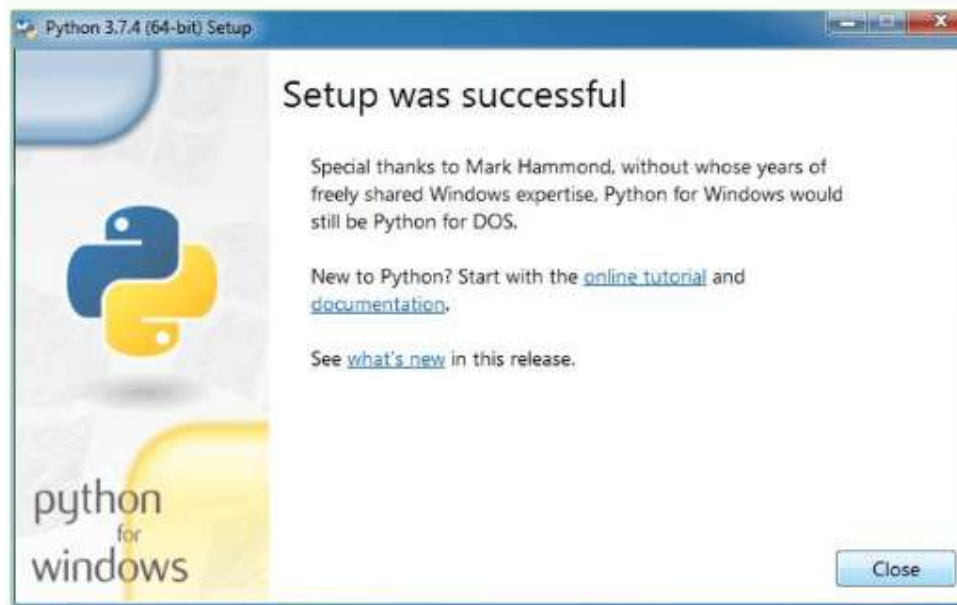 Python 3.7.4 (64-bit) Setup
Setup was successful
Special thanks to Mark Hammond, without whose years of
freely shared Windows expertise, Python for Windows would
still be Python for DOS.
New to Python? Start with the online tutorial and
documentation.
See what's new in this release.
python
for
windows
Close